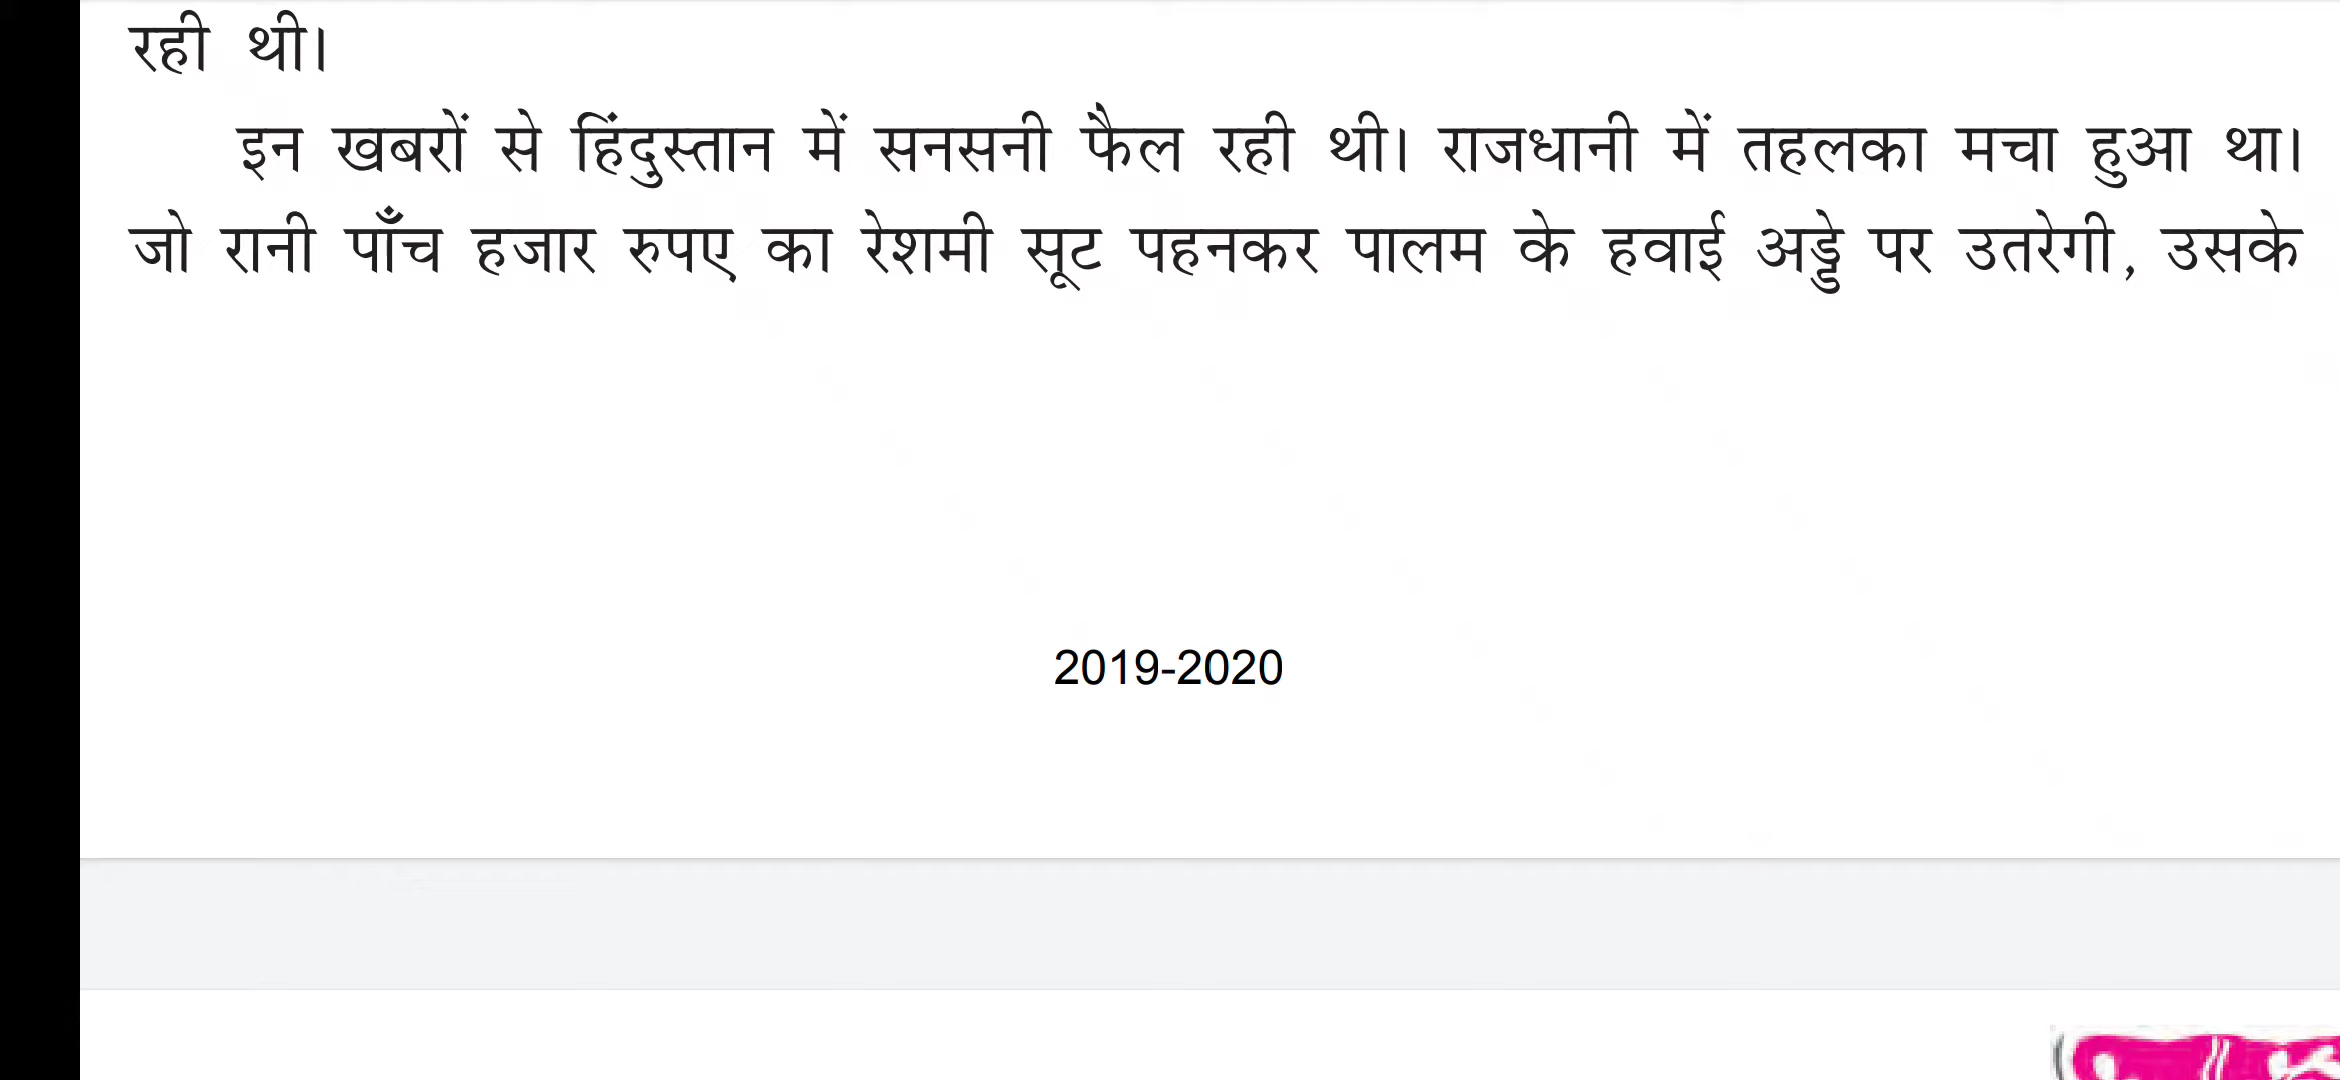 रही थी।
इन खबरों से हिंदुस्तान में सनसनी फैल रही थी। राजधानी में तहलका मचा हुआ था।
जो रानी पाँच हजार रुपए का रेशमी सूट पहनकर पालम के हवाई अड्डे पर उतरेगी, उसके
2019-2020